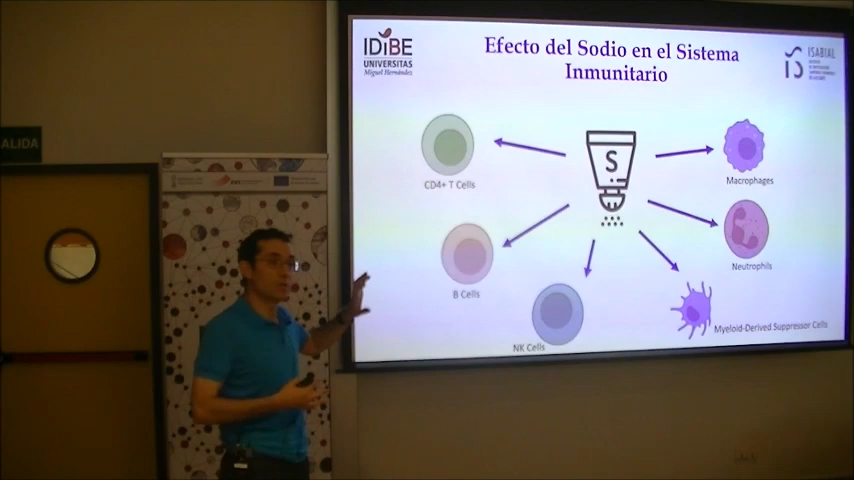 SALIDA
IDiBE
UNIVERSITAS
Miguel Hernández
Efecto del Sodio en el Sistema
Inmunitario
ISABIAL
S
CD4+ T Cells
Macrophages
B Cells
Neutrophils
NK Cells
Myeloid-Derived Suppressor Cells